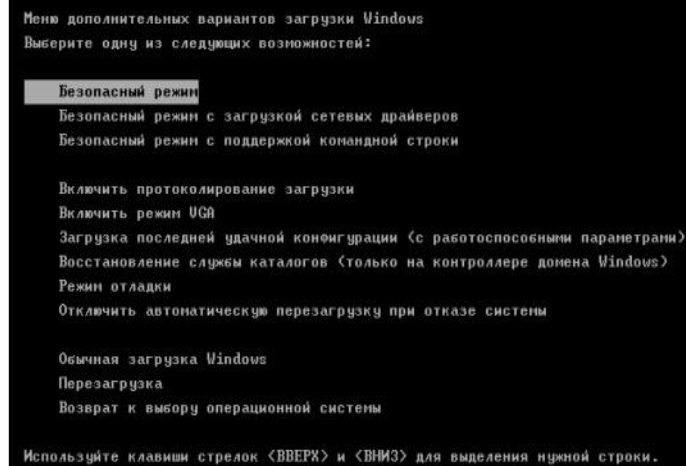 Меню дополнительных вариантов загрузки Windows
Выберите одну из следующих возможностей:
Безопасный режим
Безопасный режим с загрузкой сетевых драйверов
Безопасный режим с поддержкой командной строки
Включить протоколирование загрузки
Включить режим VGA
Загрузка последней удачной конфигурации (с работоспособными параметрами)
Восстановление службы каталогов (только на контроллере домена Windows)
Режим отладки
Отключить автоматическую перезагрузку при отказе системы
Обычная загрузка Windows
Перезагрузка
Возврат к выбору операционной системы
Используйте клавиши стрелок <ВВЕРХ> и <ВНИЗ> для выделения нужной строки.